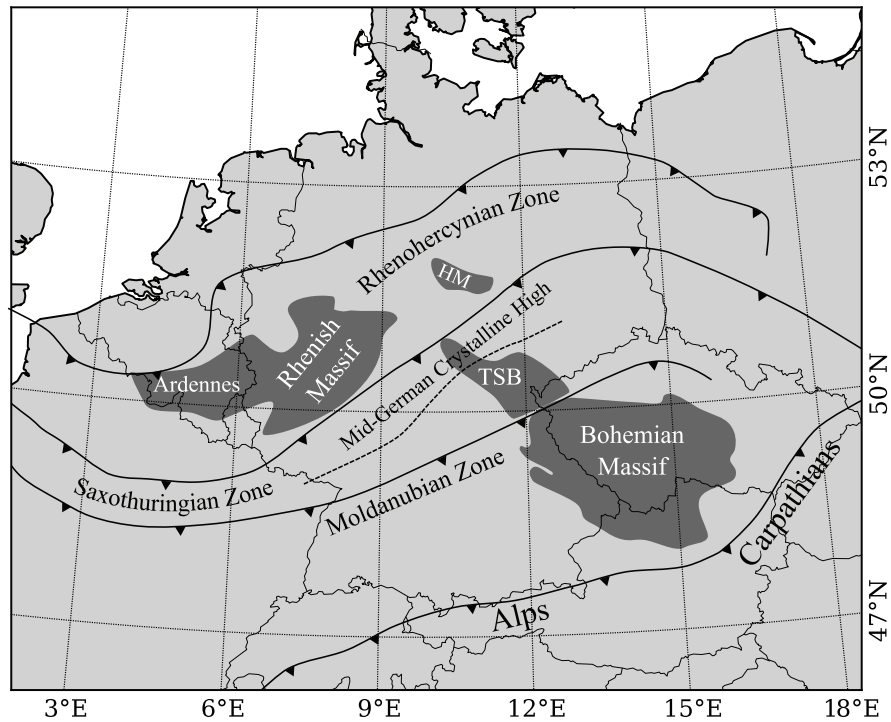 53°N
Rhenohercynian Zone
HM
Rhenish
Massif
Mid-German Crystalline High
Ardennes
TSB
50°N
Bohemian
Massif
Saxothuringian Zone
Moldanubian Zone
Carpathians
Alps
47°N
3°E
6°E
9°E
12°E
15°E
18°E